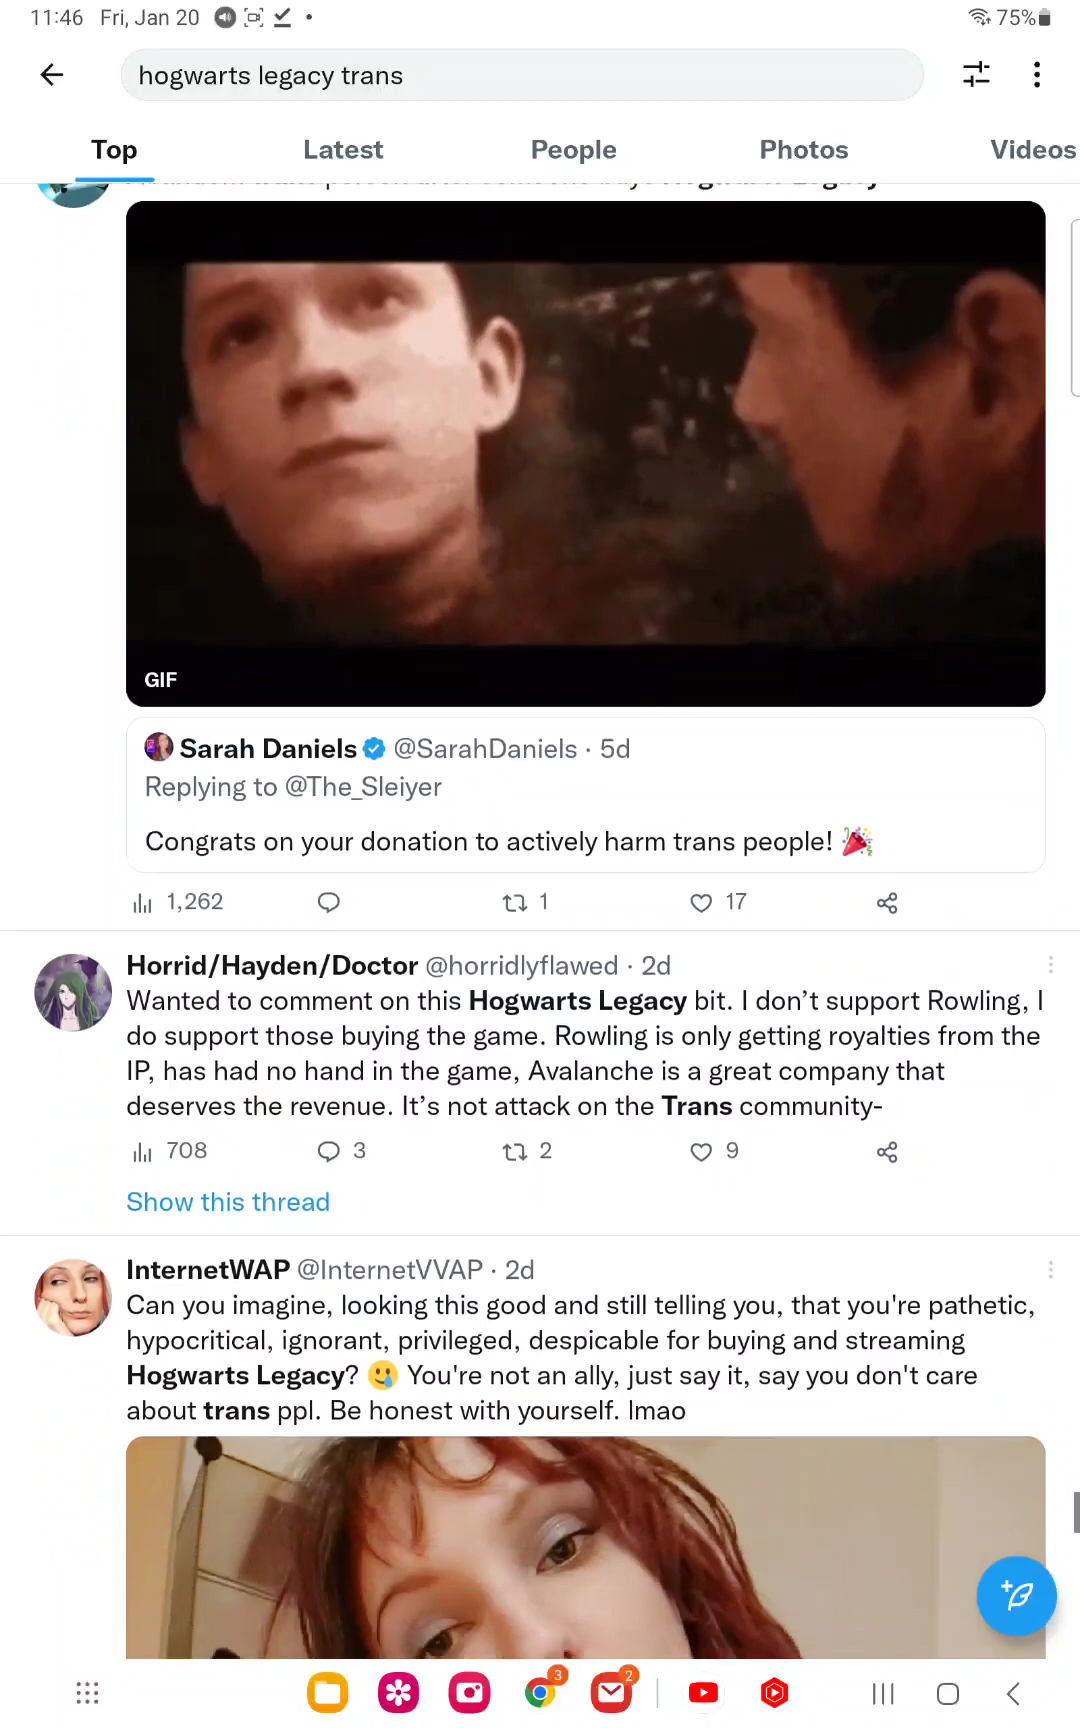 11:46 Fri, Jan 20
75%
hogwarts legacy trans
Top Latest People Photos Videos
GIF
Sarah Daniels @SarahDaniels · 5d
Replying to @The_Sleiyer
Congrats on your donation to actively harm trans people! 🎉
1,262 1 17
Horrid/Hayden/Doctor @horridlyflawed · 2d
Wanted to comment on this Hogwarts Legacy bit. I don’t support Rowling, I
do support those buying the game. Rowling is only getting royalties from the
IP, has had no hand in the game, Avalanche is a great company that
deserves the revenue. It’s not attack on the Trans community-
708 3 2 9
Show this thread
InternetWAP @InternetVVAP · 2d
Can you imagine, looking this good and still telling you, that you're pathetic,
hypocritical, ignorant, privileged, despicable for buying and streaming
Hogwarts Legacy? 🥲 You're not an ally, just say it, say you don't care
about trans ppl. Be honest with yourself. lmao
3 2